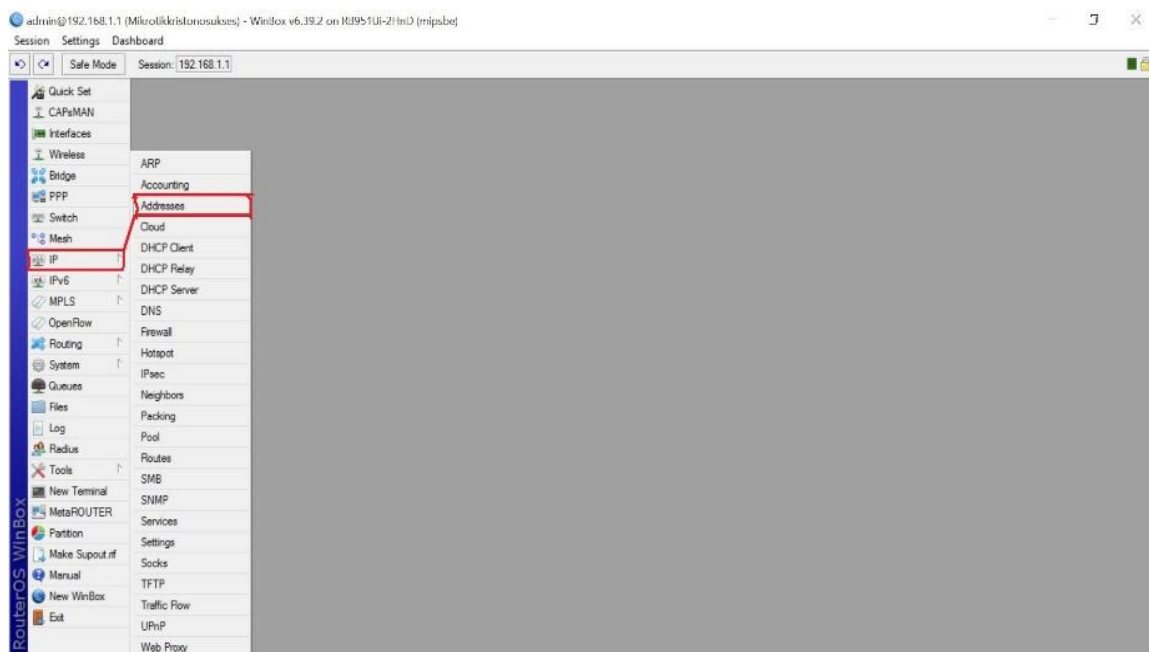 admin@192.168.1.1 (Mikrotikkristonosukses) - WinBox v6.39.2 on RB951Ui-2HnD (mipsbe)
Session Settings Dashboard
Safe Mode Session: 192.168.1.1
Quick Set
CAPsMAN
Interfaces
Wireless
Bridge
PPP
Switch
Mesh
IP
IPv6
MPLS
OpenFlow
Routing
System
Queues
Files
Log
Radius
Tools
New Terminal
MetaROUTER
Partition
Make Supout.rif
Manual
New WinBox
Exit
ARP
Accounting
Addresses
Cloud
DHCP Client
DHCP Relay
DHCP Server
DNS
Firewall
Hotspot
IPsec
Neighbors
Packing
Pool
Routes
SMB
SNMP
Services
Settings
Socks
TFTP
Traffic Flow
UPnP
Web Proxy
RouterOS WinBox